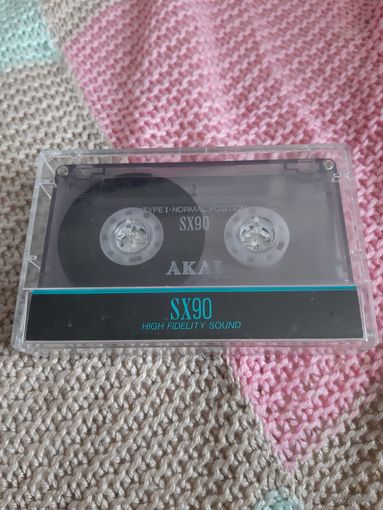 TYPE I · NORMAL POSITION
SX90
AKAI
SX90
HIGH FIDELITY SOUND